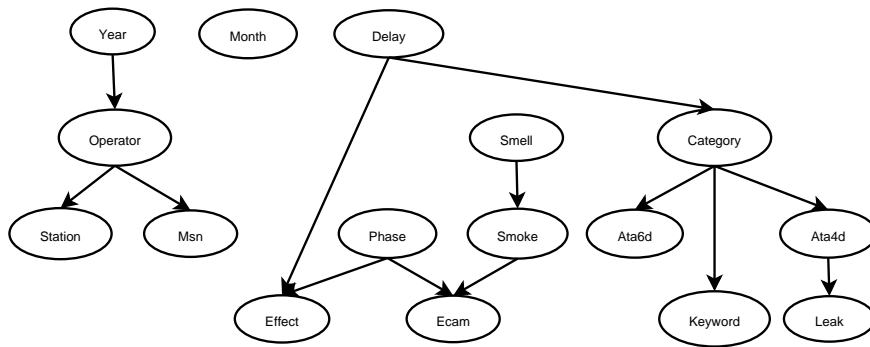 Year
Month
Delay
Operator
Smell
Category
Station
Msn
Phase
Smoke
Ata6d
Ata4d
Effect
Ecam
Keyword
Leak